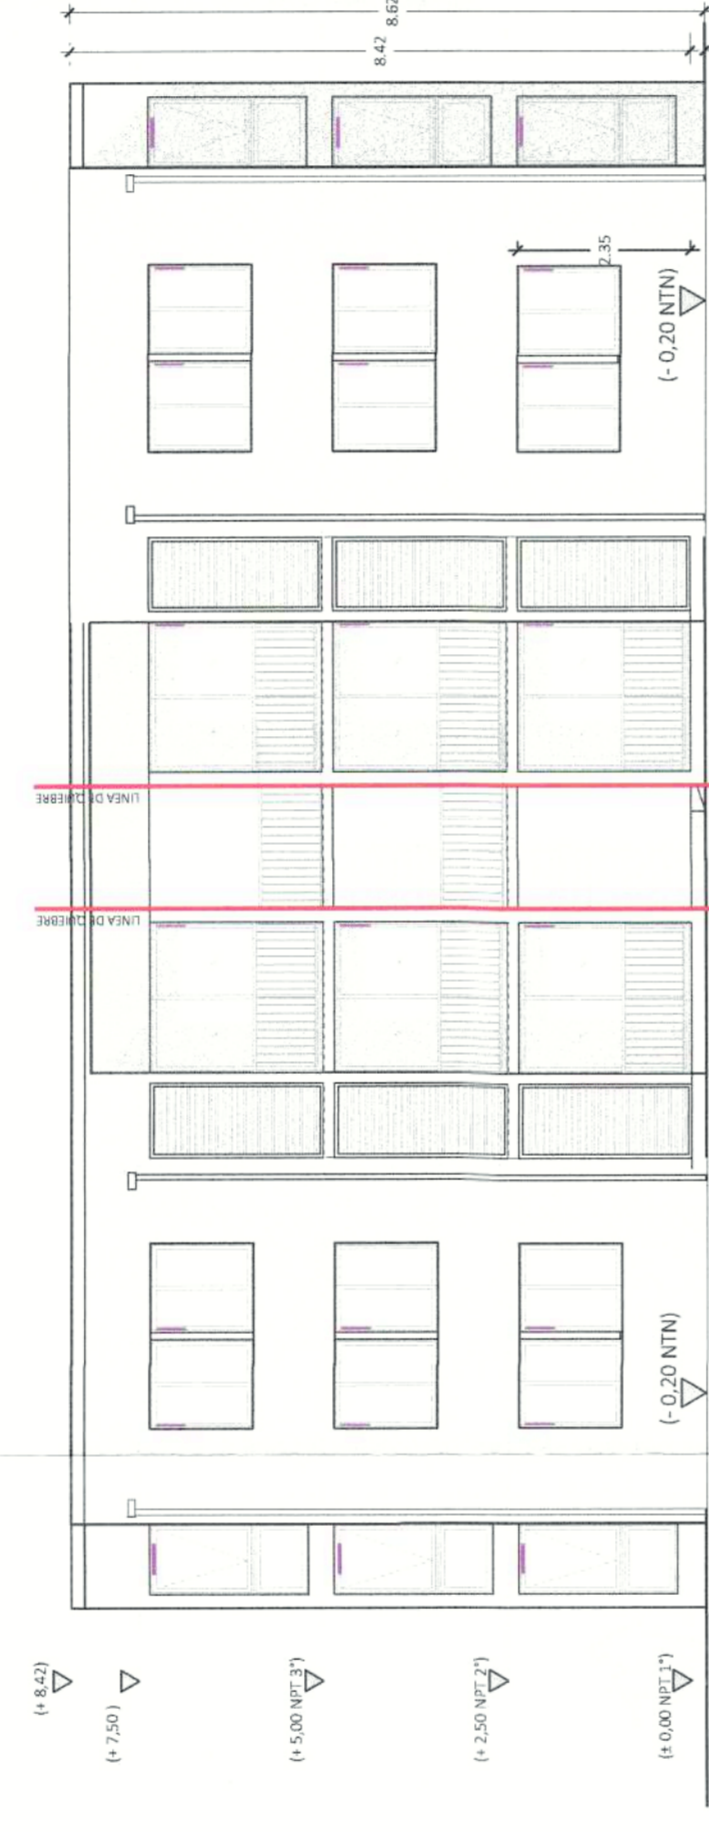 8.62
8.42
2.35
(- 0,20 NTN)
LINEA DE QUIEBRE
LINEA DE QUIEBRE
(- 0,20 NTN)
(+ 8,42)
(+ 7,50 )
(+ 5,00 NPT 3°)
(+ 2,50 NPT 2°)
(± 0,00 NPT 1°)